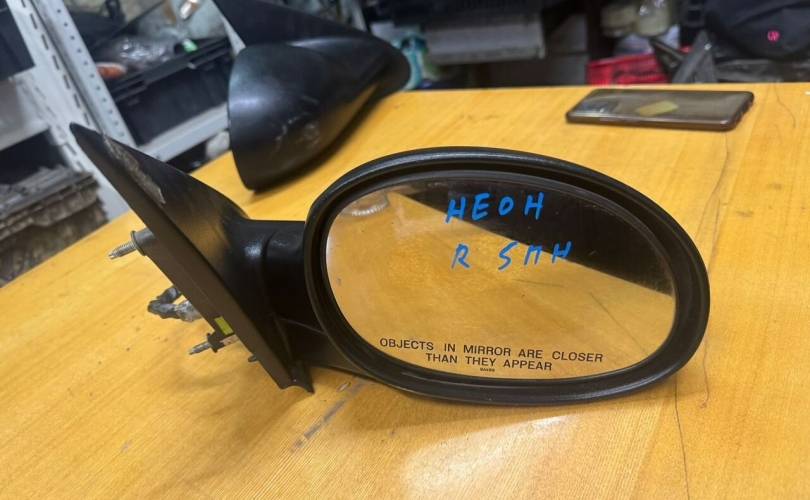 НЕОН
R 5ПН
OBJECTS IN MIRROR ARE CLOSER
THAN THEY APPEAR